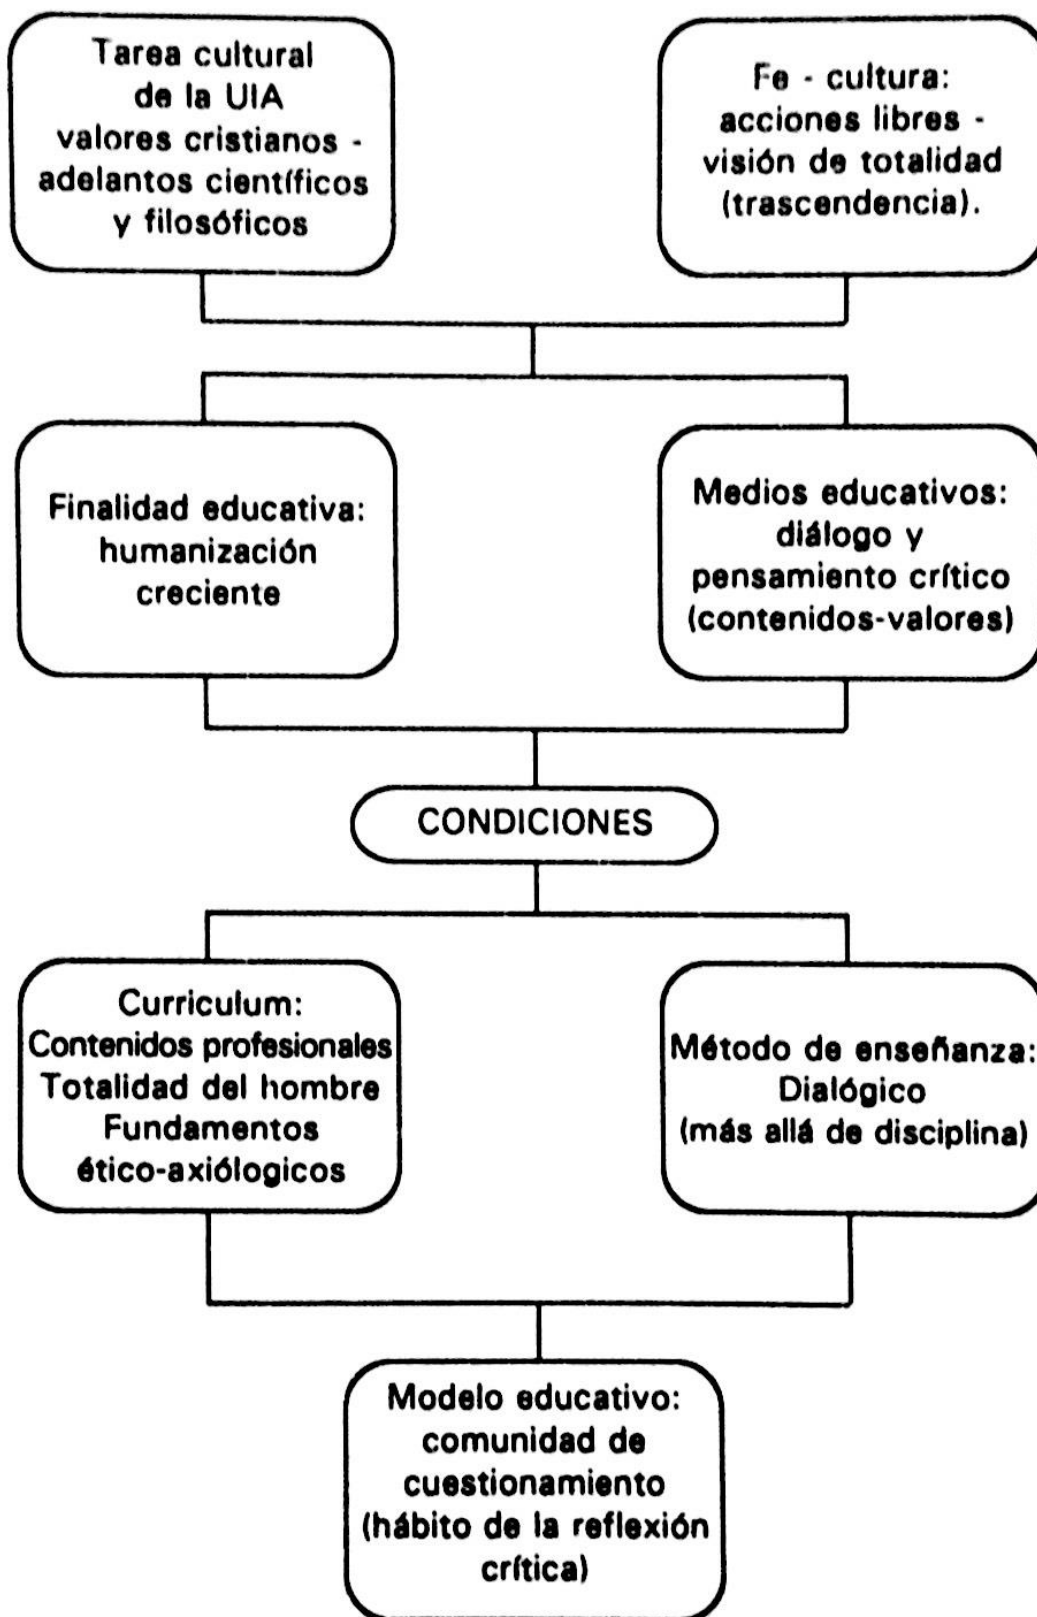 Tarea cultural
de la UIA
valores cristianos -
adelantos científicos
y filosóficos
Fe - cultura:
acciones libres -
visión de totalidad
(trascendencia).
Finalidad educativa:
humanización
creciente
Medios educativos:
diálogo y
pensamiento crítico
(contenidos-valores)
CONDICIONES
Curriculum:
Contenidos profesionales
Totalidad del hombre
Fundamentos
ético-axiólogicos
Método de enseñanza:
Dialógico
(más allá de disciplina)
Modelo educativo:
comunidad de
cuestionamiento
(hábito de la reflexión
crítica)